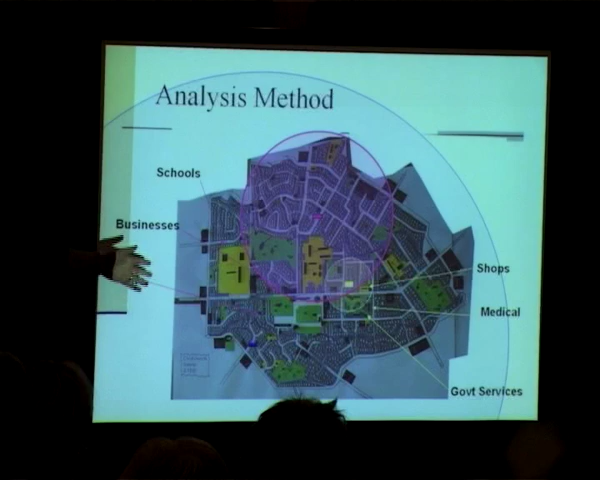 Analysis Method
Schools
Businesses
Shops
Medical
Govt Services